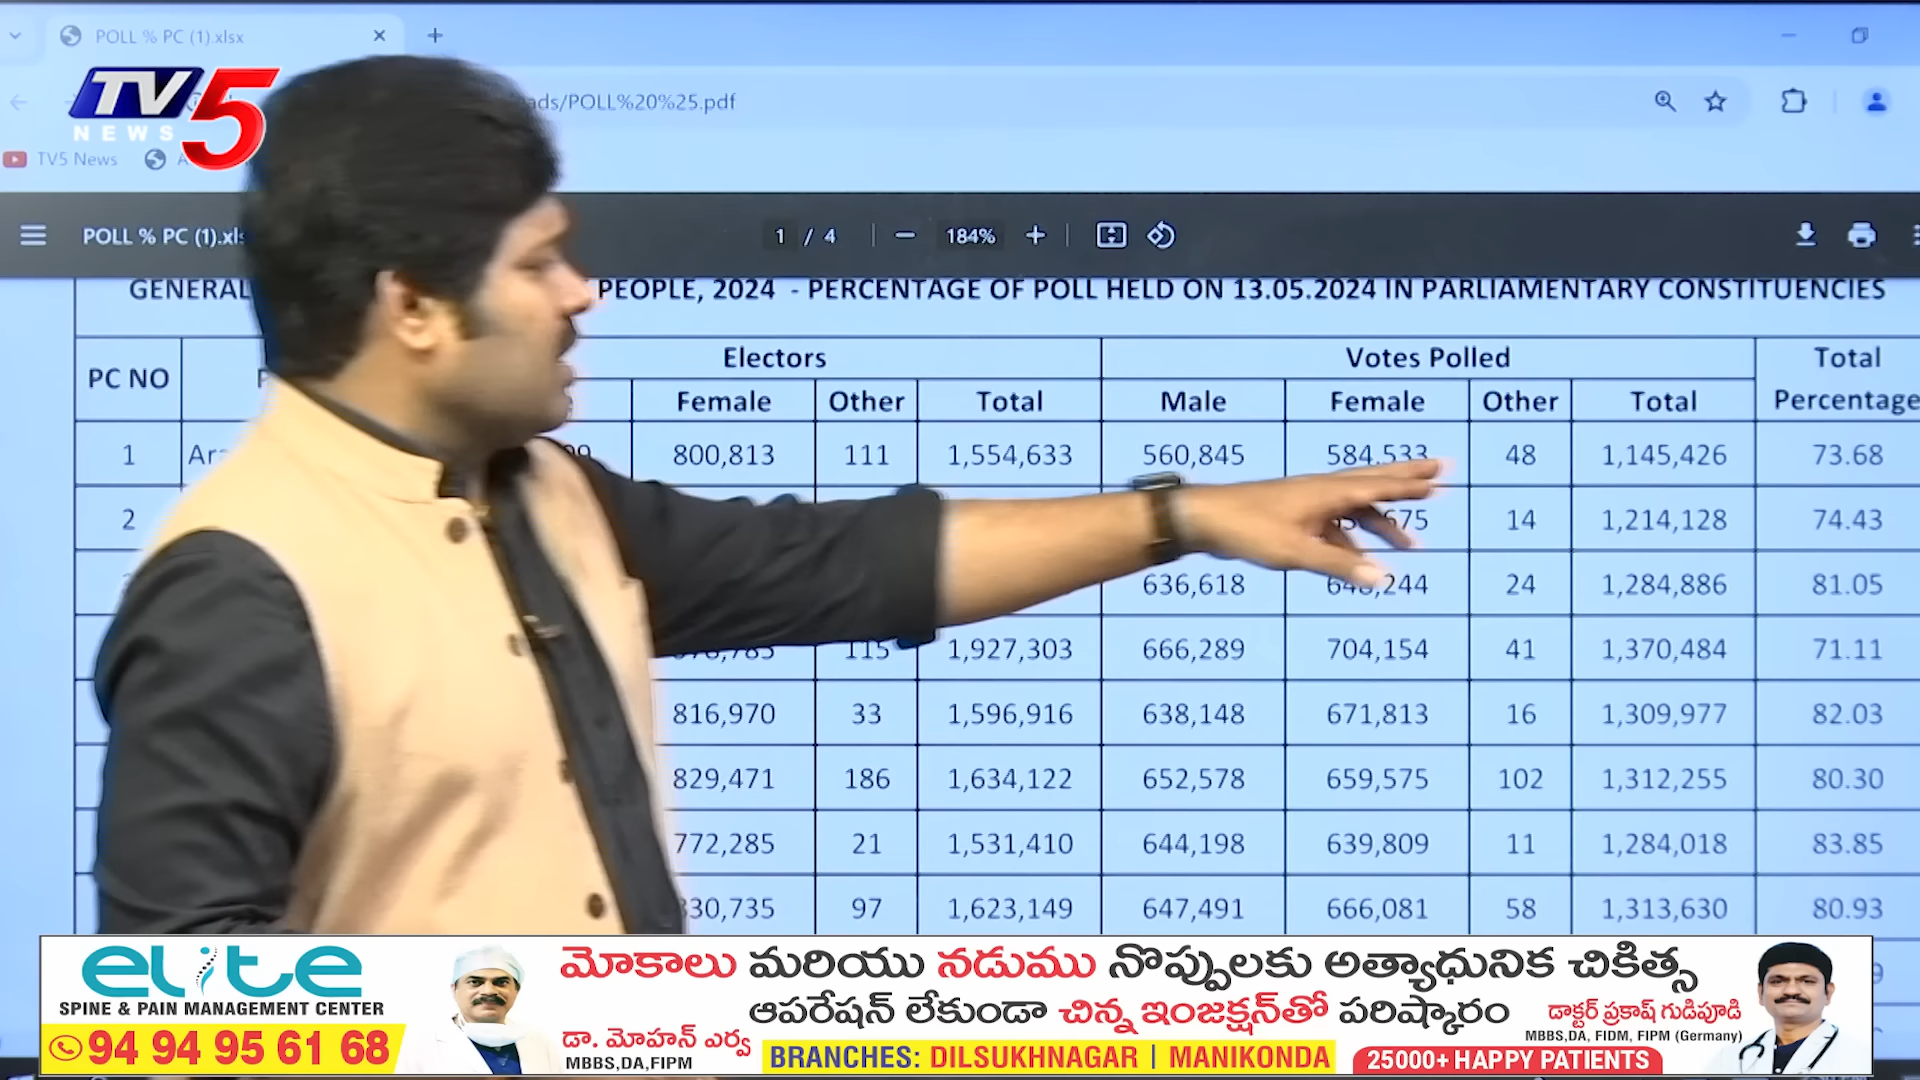 POLL % PC (1).xlsx
TV5
NEWS
ads/POLL%20%25.pdf
TV5 News
POLL % PC (1).xls
1 / 4 184%
GENERAL PEOPLE, 2024 - PERCENTAGE OF POLL HELD ON 13.05.2024 IN PARLIAMENTARY CONSTITUENCIES
PC NO Electors Votes Polled Total Percentage
Female Other Total Male Female Other Total
1 800,813 111 1,554,633 560,845 584,533 48 1,145,426 73.68
2 14 1,214,128 74.43
636,618 24 1,284,886 81.05
115 1,927,303 666,289 704,154 41 1,370,484 71.11
816,970 33 1,596,916 638,148 671,813 16 1,309,977 82.03
829,471 186 1,634,122 652,578 659,575 102 1,312,255 80.30
772,285 21 1,531,410 644,198 639,809 11 1,284,018 83.85
97 1,623,149 647,491 666,081 58 1,313,630 80.93
elite
SPINE & PAIN MANAGEMENT CENTER
94 94 95 61 68
మోకాలు మరియు నడుము నొప్పులకు అత్యాధునిక చికిత్స
ఆపరేషన్ లేకుండా చిన్న ఇంజక్షన్‌తో పరిష్కారం
డా. మోహన్ ఎర్వ
MBBS,DA,FIPM
డాక్టర్ ప్రకాష్ గుడిపూడి
MBBS,DA, FIDM, FIPM (Germany)
BRANCHES: DILSUKHNAGAR | MANIKONDA
25000+ HAPPY PATIENTS